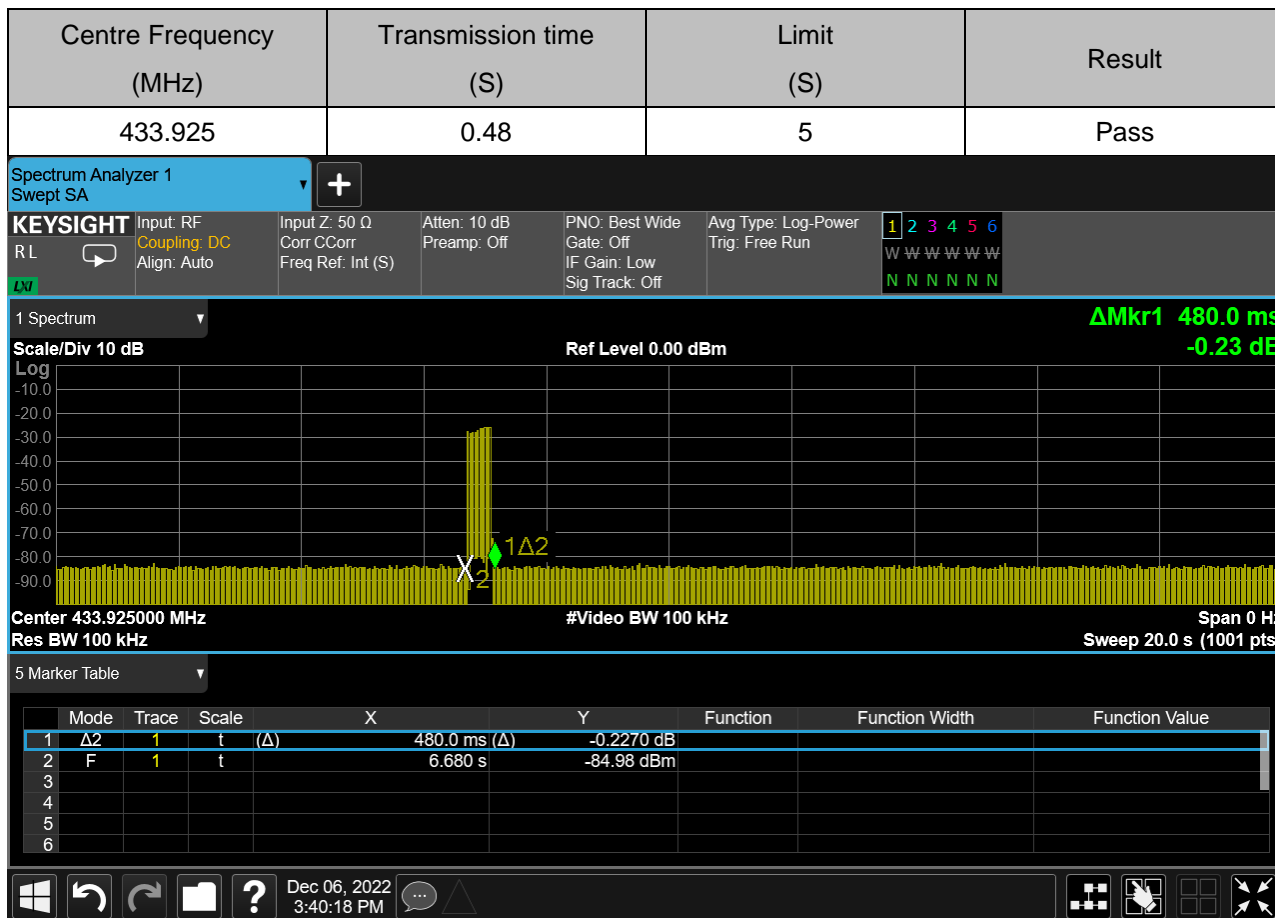 Centre Frequency (MHz) Transmission time (S) Limit (S) Result
433.925 0.48 5 Pass
Spectrum Analyzer 1
Swept SA
+
KEYSIGHT Input: RF Input Z: 50 Ω Atten: 10 dB PNO: Best Wide Avg Type: Log-Power 1 2 3 4 5 6
R L Coupling: DC Corr CCorr Preamp: Off Gate: Off Trig: Free Run W W W W W W
Align: Auto Freq Ref: Int (S) IF Gain: Low
LXI Sig Track: Off N N N N N N
1 Spectrum
ΔMkr1 480.0 ms
Scale/Div 10 dB Ref Level 0.00 dBm -0.23 dB
Log
-10.0
-20.0
-30.0
-40.0
-50.0
-60.0
-70.0
-80.0
-90.0
1Δ2
X
2
Center 433.925000 MHz #Video BW 100 kHz Span 0 Hz
Res BW 100 kHz Sweep 20.0 s (1001 pts
5 Marker Table
Mode Trace Scale X Y Function Function Width Function Value
1 Δ2 1 t (Δ) 480.0 ms (Δ) -0.2270 dB
2 F 1 t 6.680 s -84.98 dBm
3
4
5
6
? Dec 06, 2022
3:40:18 PM